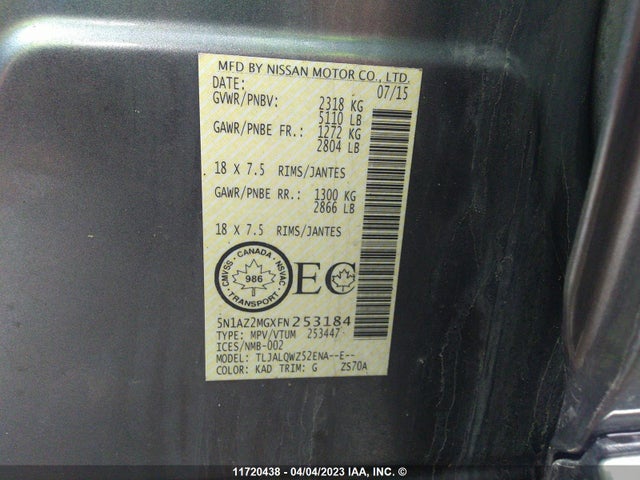 MFD BY NISSAN MOTOR CO., LTD.
DATE: 07/15
GVWR/PNBV: 2318 KG
5110 LB
GAWR/PNBE FR.: 1272 KG
2804 LB
18 X 7.5 RIMS/JANTES
GAWR/PNBE RR.: 1300 KG
2866 LB
18 X 7.5 RIMS/JANTES
CANADA
CMVSS NSVAC
986
TRANSPORT
EC
5N1AZ2MGXFN253184
TYPE: MPV/VTUM 253447
ICES/NMB-002
MODEL: TLJALQWZ52ENA--E--
COLOR: KAD TRIM: G ZS70A
11720438 - 04/04/2023 IAA, INC. ©